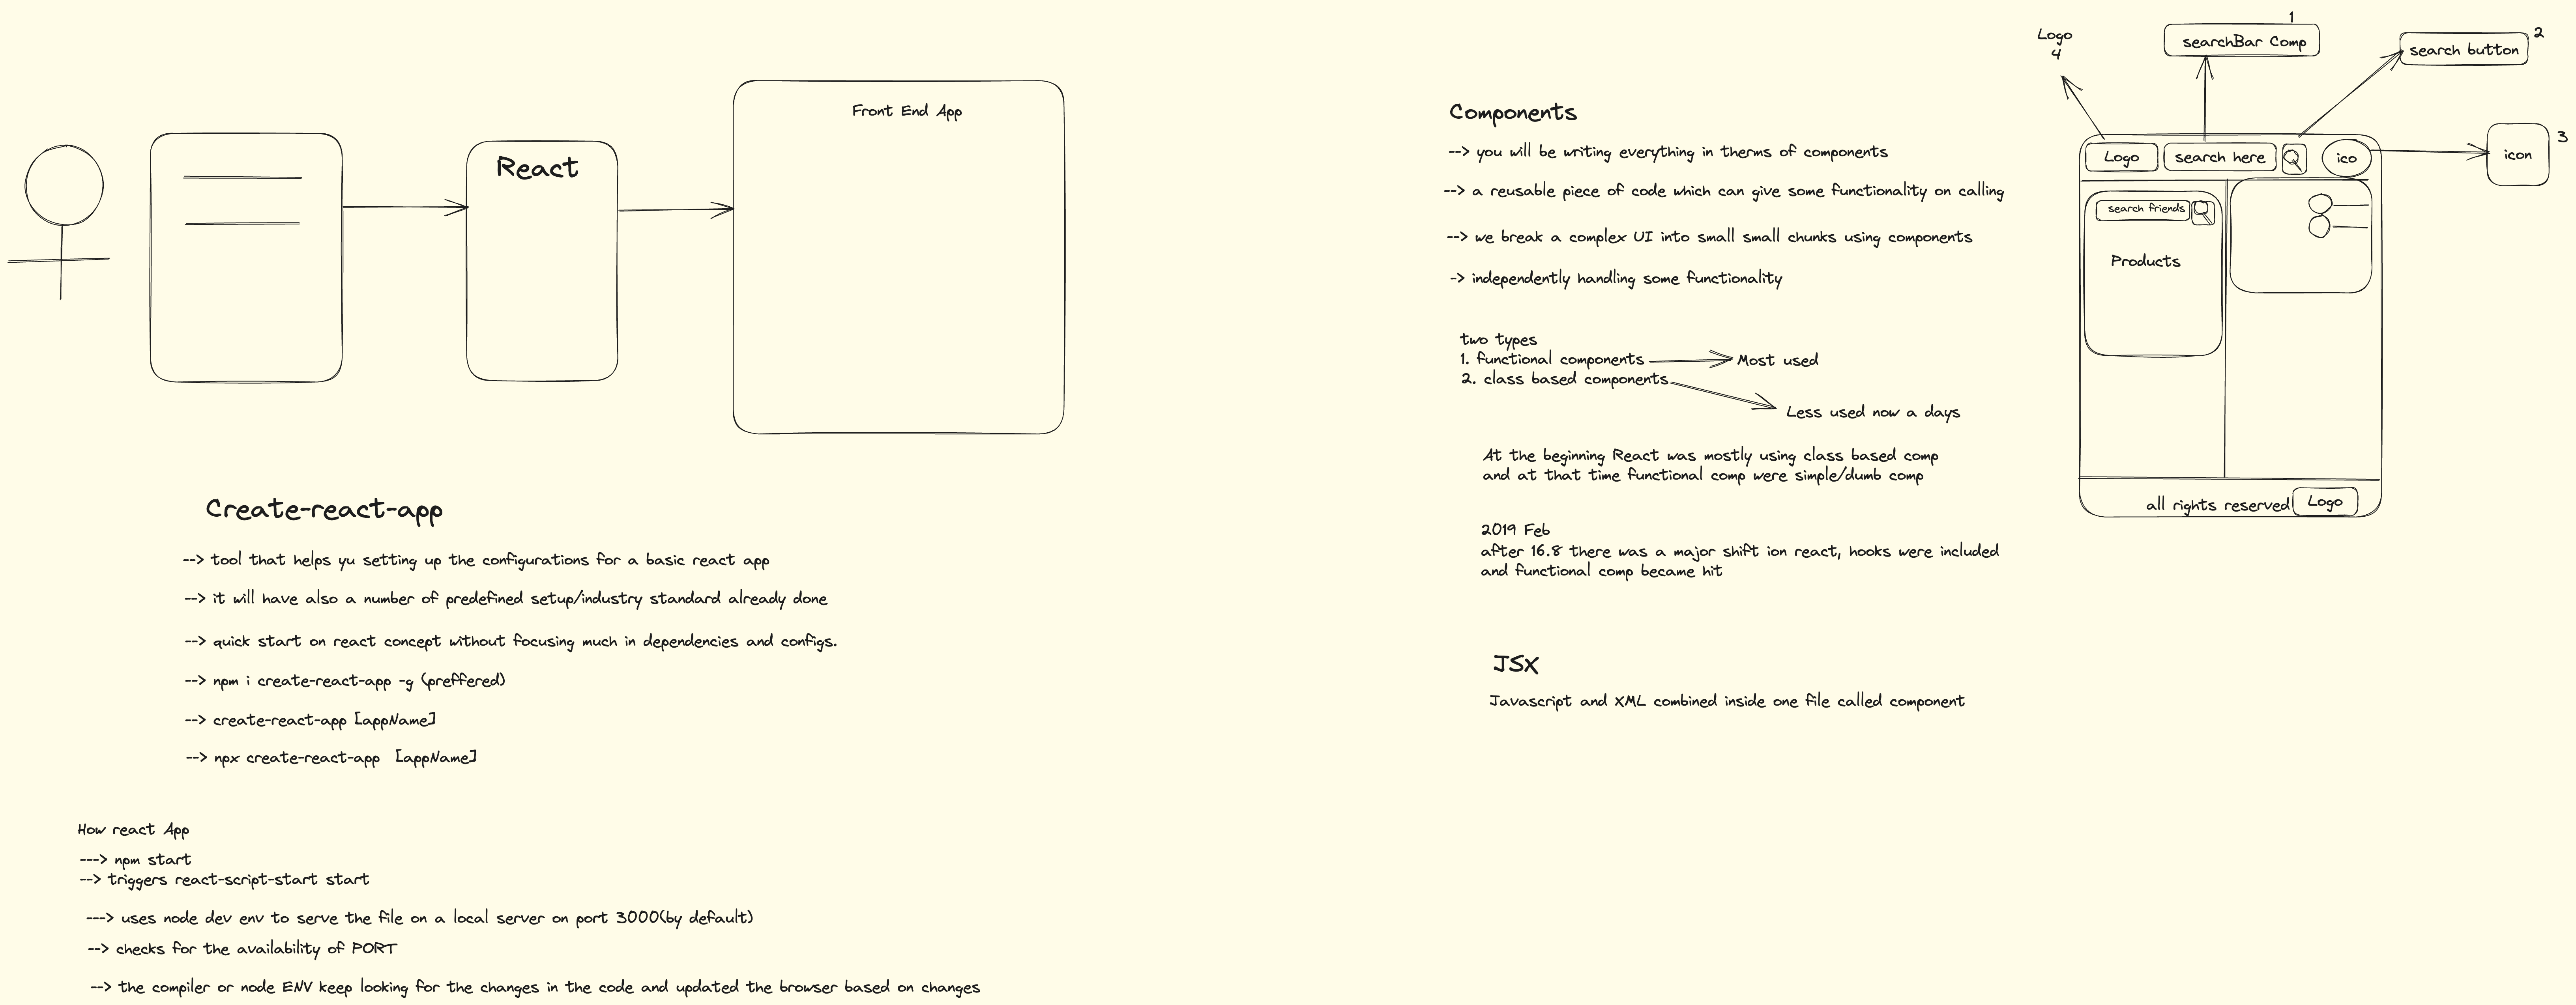 React
Front End App
Create-react-app
--> tool that helps yu setting up the configurations for a basic react app
--> it will have also a number of predefined setup/industry standard already done
--> quick start on react concept without focusing much in dependencies and configs.
--> npm i create-react-app -g (preffered)
--> create-react-app [appName]
--> npx create-react-app [appName]
How react App
---> npm start
--> triggers react-script-start start
---> uses node dev env to serve the file on a local server on port 3000(by default)
--> checks for the availability of PORT
--> the compiler or node ENV keep looking for the changes in the code and updated the browser based on changes
Components
--> you will be writing everything in therms of components
--> a reusable piece of code which can give some functionality on calling
--> we break a complex UI into small small chunks using components
-> independently handling some functionality
two types
1. functional components
Most used
2. class based components
Less used now a days
At the beginning React was mostly using class based comp
and at that time functional comp were simple/dumb comp
2019 Feb
after 16.8 there was a major shift ion react, hooks were included
and functional comp became hit
JSX
Javascript and XML combined inside one file called component
Logo
4
1
searchBar Comp
2
search button
3
icon
Logo
search here
ico
search friends
Products
all rights reserved
Logo